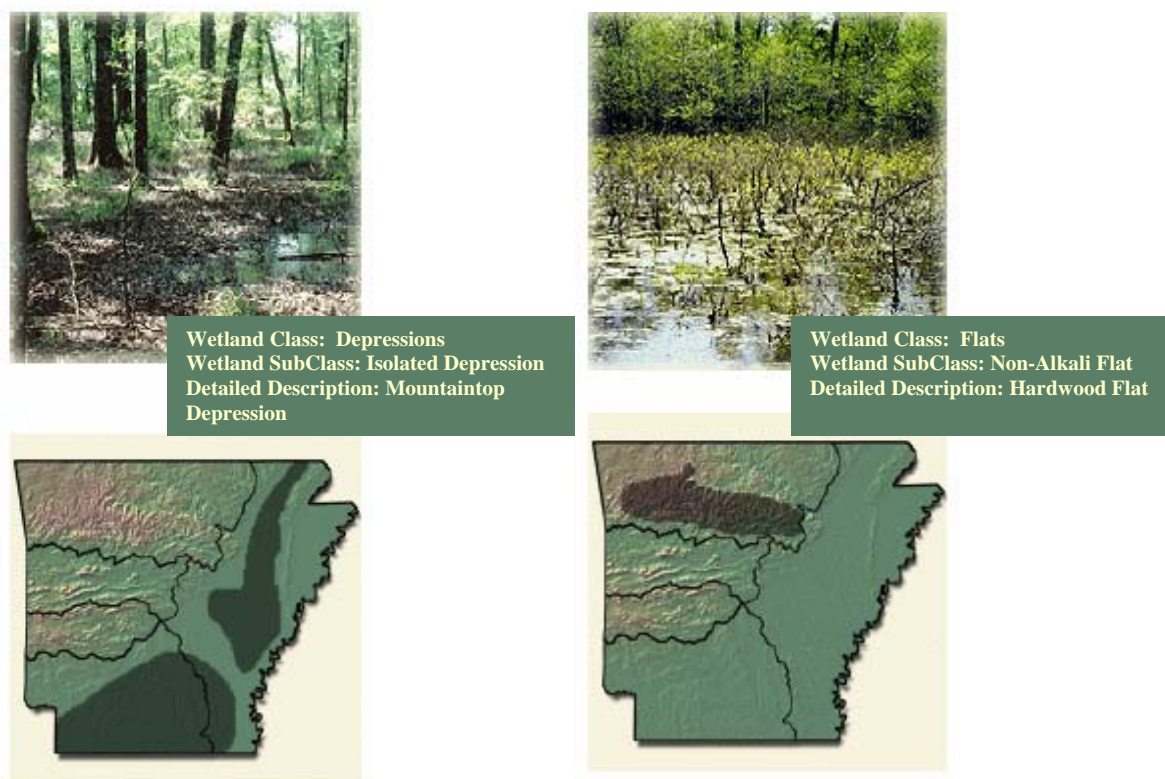 Wetland Class: Depressions
Wetland SubClass: Isolated Depression
Detailed Description: Mountaintop
Depression
Wetland Class: Flats
Wetland SubClass: Non-Alkali Flat
Detailed Description: Hardwood Flat